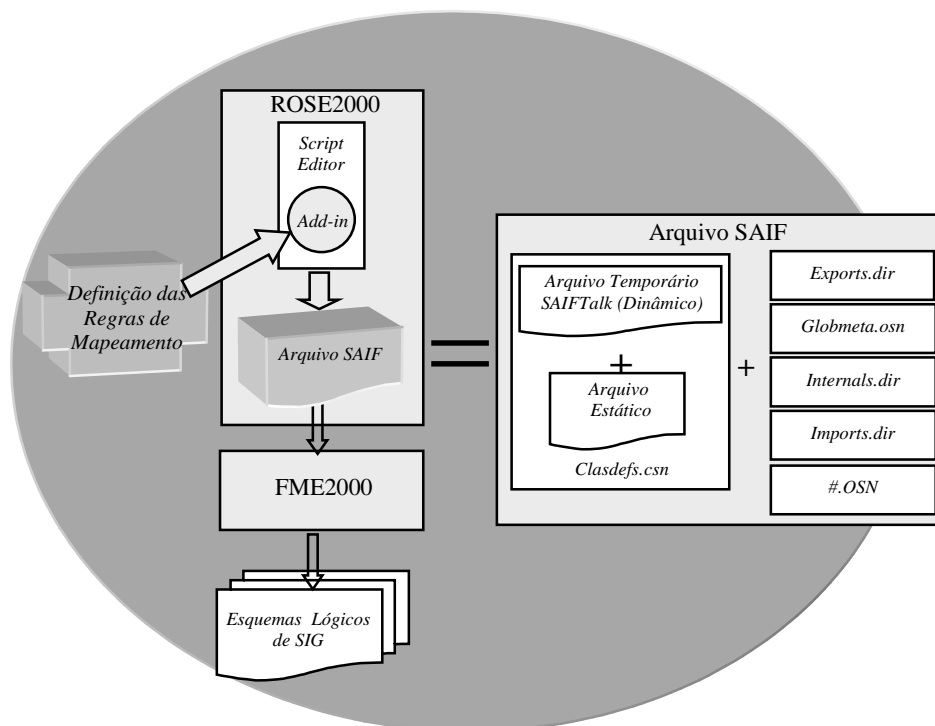 ROSE2000
Script
Editor
Add-in
Definição das
Regras de
Mapeamento
Arquivo SAIF
FME2000
Esquemas Lógicos
de SIG
=
Arquivo SAIF
Arquivo Temporário
SAIFTalk (Dinâmico)
+
Arquivo
Estático
Clasdefs.csn
+
Exports.dir
Globmeta.osn
Internals.dir
Imports.dir
#.OSN